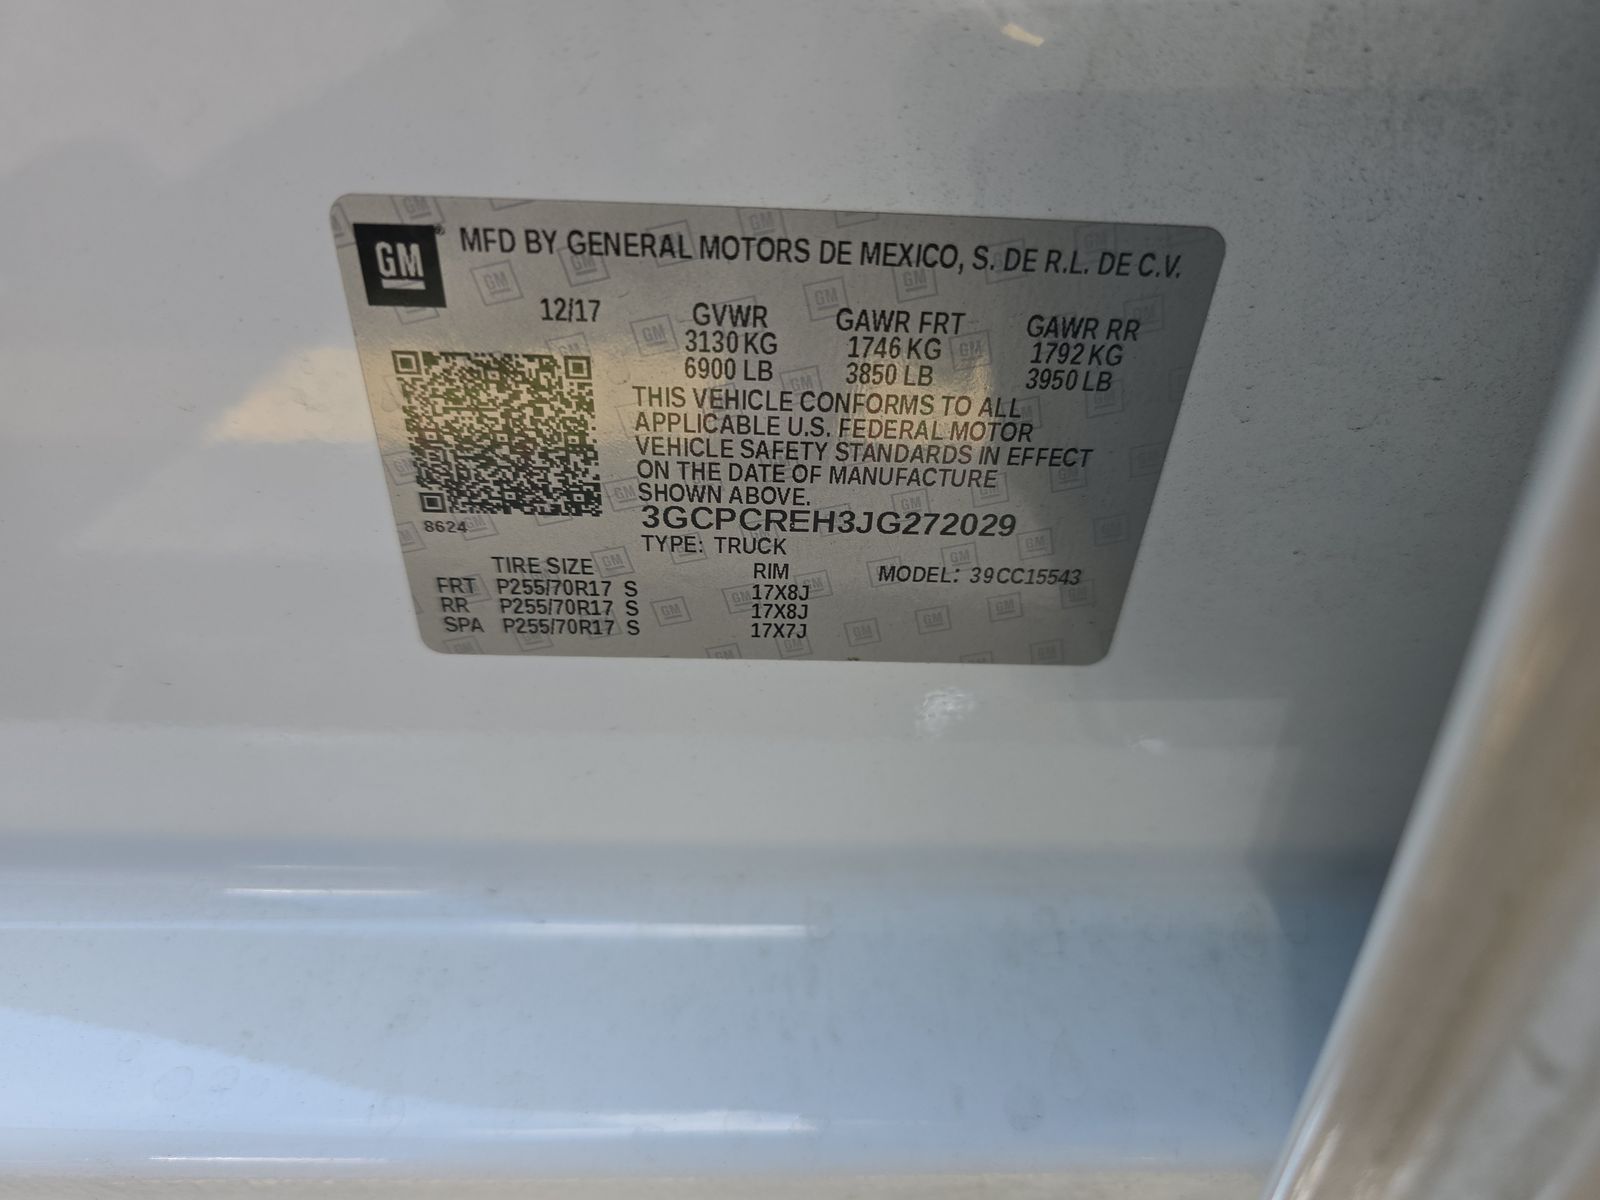 GM® MFD BY GENERAL MOTORS DE MEXICO, S. DE R.L. DE C.V.
12/17 GVWR GAWR FRT GAWR RR
3130 KG 1746 KG 1792 KG
6900 LB 3850 LB 3950 LB
THIS VEHICLE CONFORMS TO ALL
APPLICABLE U.S. FEDERAL MOTOR
VEHICLE SAFETY STANDARDS IN EFFECT
ON THE DATE OF MANUFACTURE
SHOWN ABOVE.
8624 3GCPCREH3JG272029
TYPE: TRUCK
TIRE SIZE RIM MODEL: 39CC15543
FRT P255/70R17 S 17X8J
RR P255/70R17 S 17X8J
SPA P255/70R17 S 17X7J